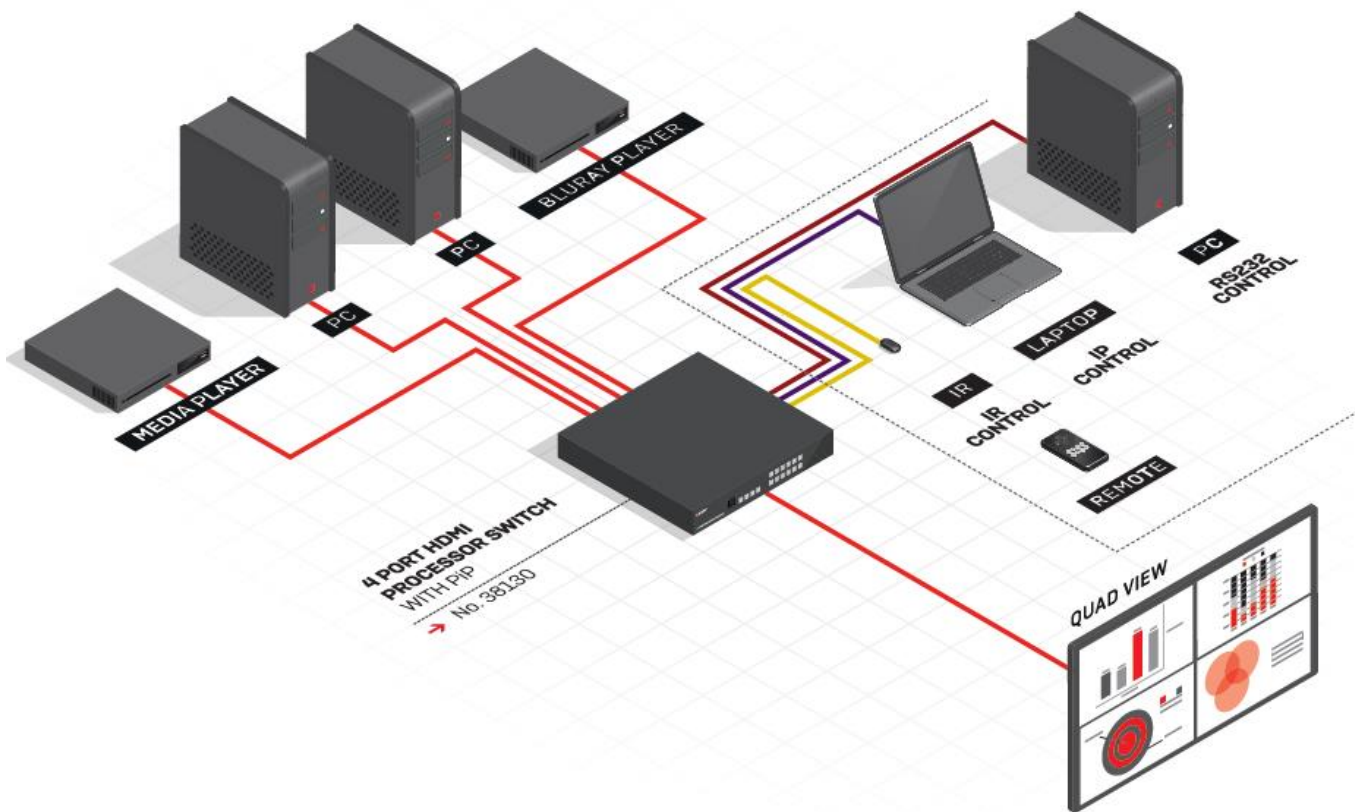 BLURAY PLAYER
PC
PC
MEDIA PLAYER
PC
RS232
CONTROL
LAPTOP
IP
CONTROL
IR
IR
CONTROL
REMOTE
4 PORT HDMI
PROCESSOR SWITCH
WITH PiP
No. 38130
QUAD VIEW